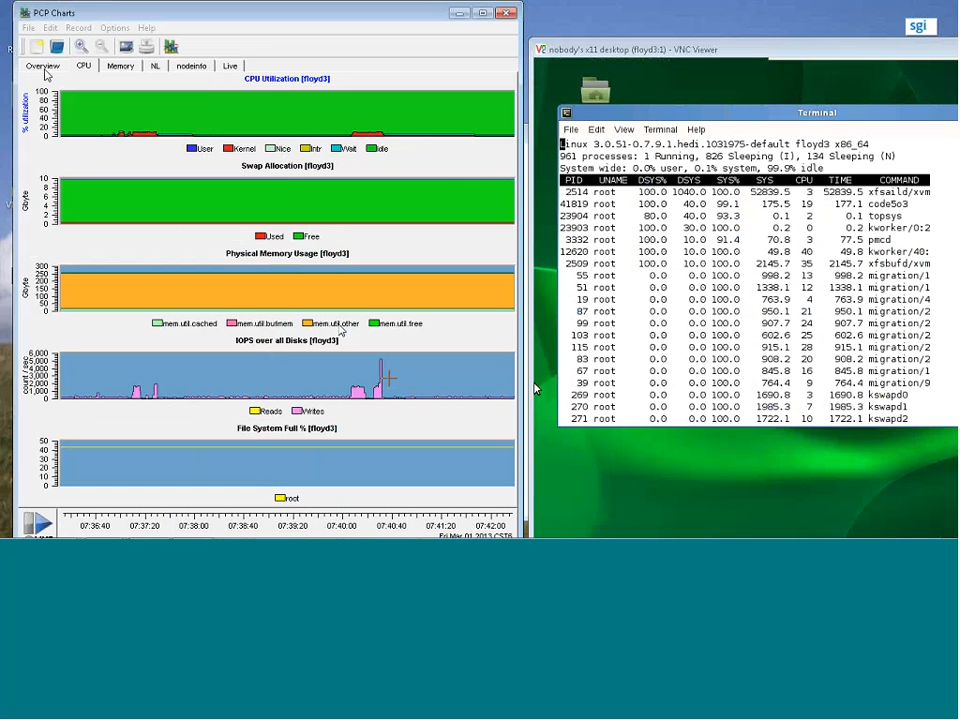 PCP Charts
File Edit Record Options Help
Overview CPU Memory NL nodeinfo Live
CPU Utilization [floyd3]
% utilization
100
80
60
40
20
0
User Kernel Nice Intr Wait Idle
Swap Allocation [floyd3]
Gbyte
10
8
6
4
2
0
Used Free
Physical Memory Usage [floyd3]
Gbyte
300
250
200
150
100
50
0
mem.util.cached mem.util.bufmem mem.util.other mem.util.free
IOPS over all Disks [floyd3]
count / sec
6,000
5,000
4,000
3,000
2,000
1,000
0
Reads Writes
File System Full % [floyd3]
50
40
30
20
10
0
root
07:36:40 07:37:20 07:38:00 07:38:40 07:39:20 07:40:00 07:40:40 07:41:20 07:42:00
Fri Mar 01 2013 CST6
sgi
nobody's x11 desktop (floyd3:1) - VNC Viewer
Terminal
File Edit View Terminal Help
Linux 3.0.51-0.7.9.1.hedi.1031975-default floyd3 x86_64
961 processes: 1 Running, 826 Sleeping (I), 134 Sleeping (N)
System wide: 0.0% user, 0.1% system, 99.9% idle
PID UNAME DSYS% DSYS SYS% SYS CPU TIME COMMAND
2514 root 100.0 1040.0 100.0 52839.5 3 52839.5 xfsaild/xvm
41819 root 100.0 40.0 99.1 175.5 19 177.1 code5o3
23904 root 80.0 40.0 93.3 0.1 2 0.1 topsys
23903 root 100.0 30.0 100.0 0.2 0 0.2 kworker/0:2
3332 root 100.0 10.0 91.4 70.8 3 77.5 pmcd
12620 root 100.0 10.0 100.0 49.8 40 49.8 kworker/40:
2509 root 100.0 10.0 100.0 2145.7 35 2145.7 xfsbufd/xvm
55 root 0.0 0.0 100.0 998.2 13 998.2 migration/1
51 root 0.0 0.0 100.0 1338.1 12 1338.1 migration/1
19 root 0.0 0.0 100.0 763.9 4 763.9 migration/4
87 root 0.0 0.0 100.0 950.1 21 950.1 migration/2
99 root 0.0 0.0 100.0 907.7 24 907.7 migration/2
103 root 0.0 0.0 100.0 602.6 25 602.6 migration/2
115 root 0.0 0.0 100.0 915.1 28 915.1 migration/2
83 root 0.0 0.0 100.0 908.2 20 908.2 migration/2
67 root 0.0 0.0 100.0 845.8 16 845.8 migration/1
39 root 0.0 0.0 100.0 764.4 9 764.4 migration/9
269 root 0.0 0.0 100.0 1690.8 3 1690.8 kswapd0
270 root 0.0 0.0 100.0 1985.3 7 1985.3 kswapd1
271 root 0.0 0.0 100.0 1722.1 10 1722.1 kswapd2